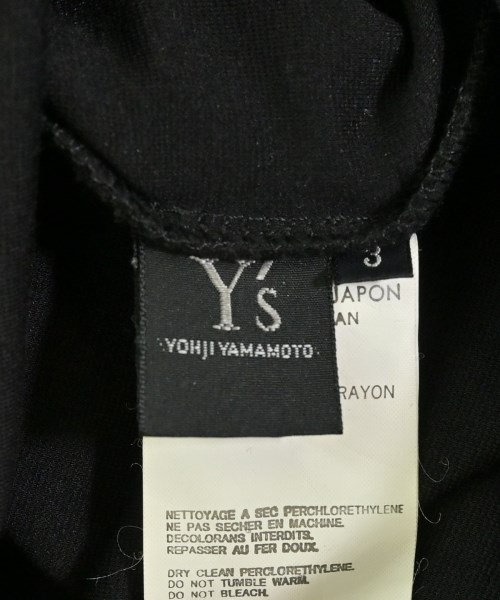 3
Y's
YOHJI YAMAMOTO
JAPON
AN
RAYON
NETTOYAGE A SEC PERCHLORETHYLENE
NE PAS SECHER EN MACHINE.
DECOLORANS INTERDITS.
REPASSER AU FER DOUX.
DRY CLEAN PERCLORETHYLENE.
DO NOT TUMBLE WARM.
DO NOT BLEACH.